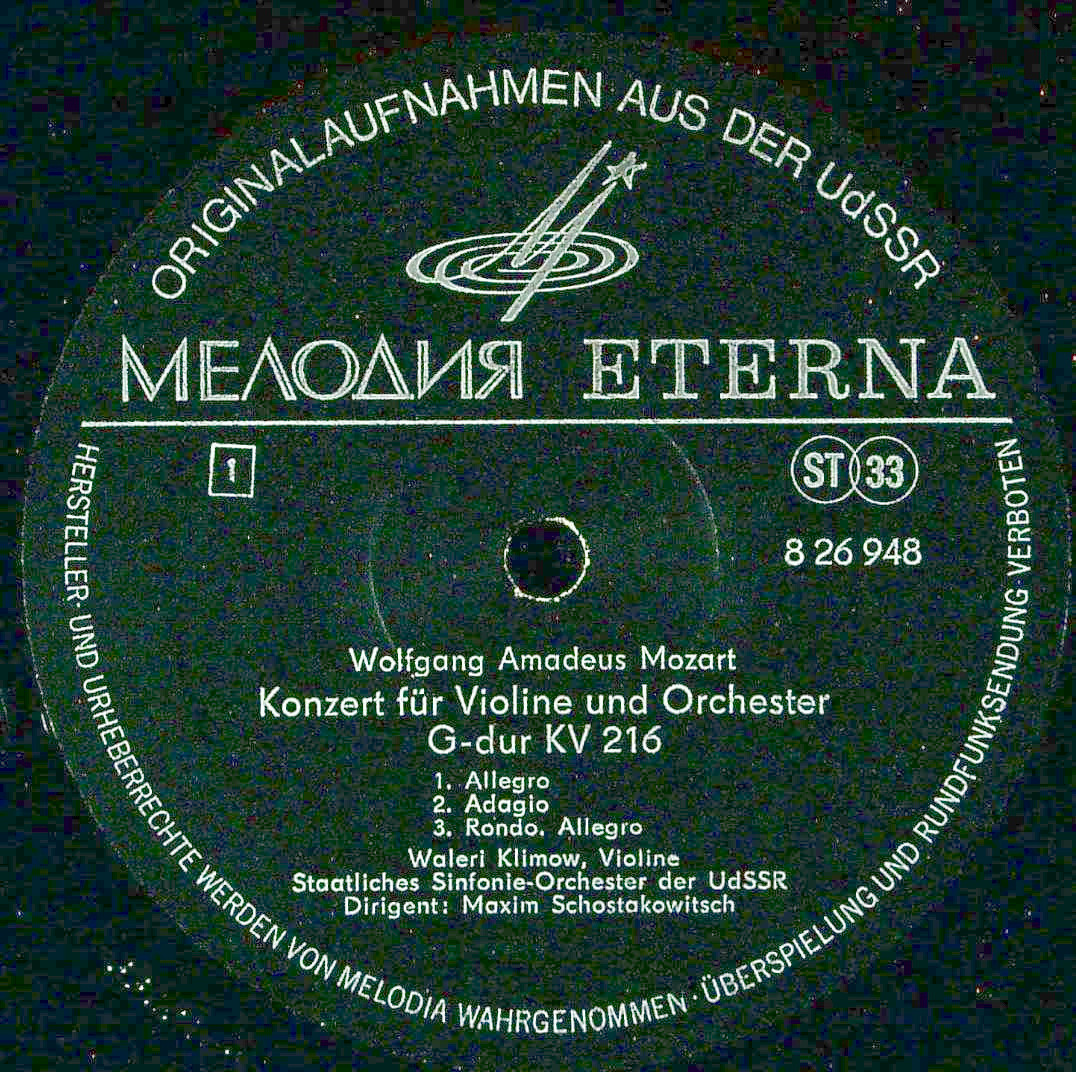 ORIGINALAUFNAHMEN AUS DER UdSSR
МЕЛОДИЯ ETERNA
1
ST 33
8 26 948
Wolfgang Amadeus Mozart
Konzert für Violine und Orchester
G-dur KV 216
1. Allegro
2. Adagio
3. Rondo. Allegro
Waleri Klimow, Violine
Staatliches Sinfonie-Orchester der UdSSR
Dirigent: Maxim Schostakowitsch
HERSTELLER- UND URHEBERRECHTE WERDEN VON MELODIA WAHRGENOMMEN · ÜBERSPIELUNG UND RUNDFUNKSENDUNG · VERBOTEN